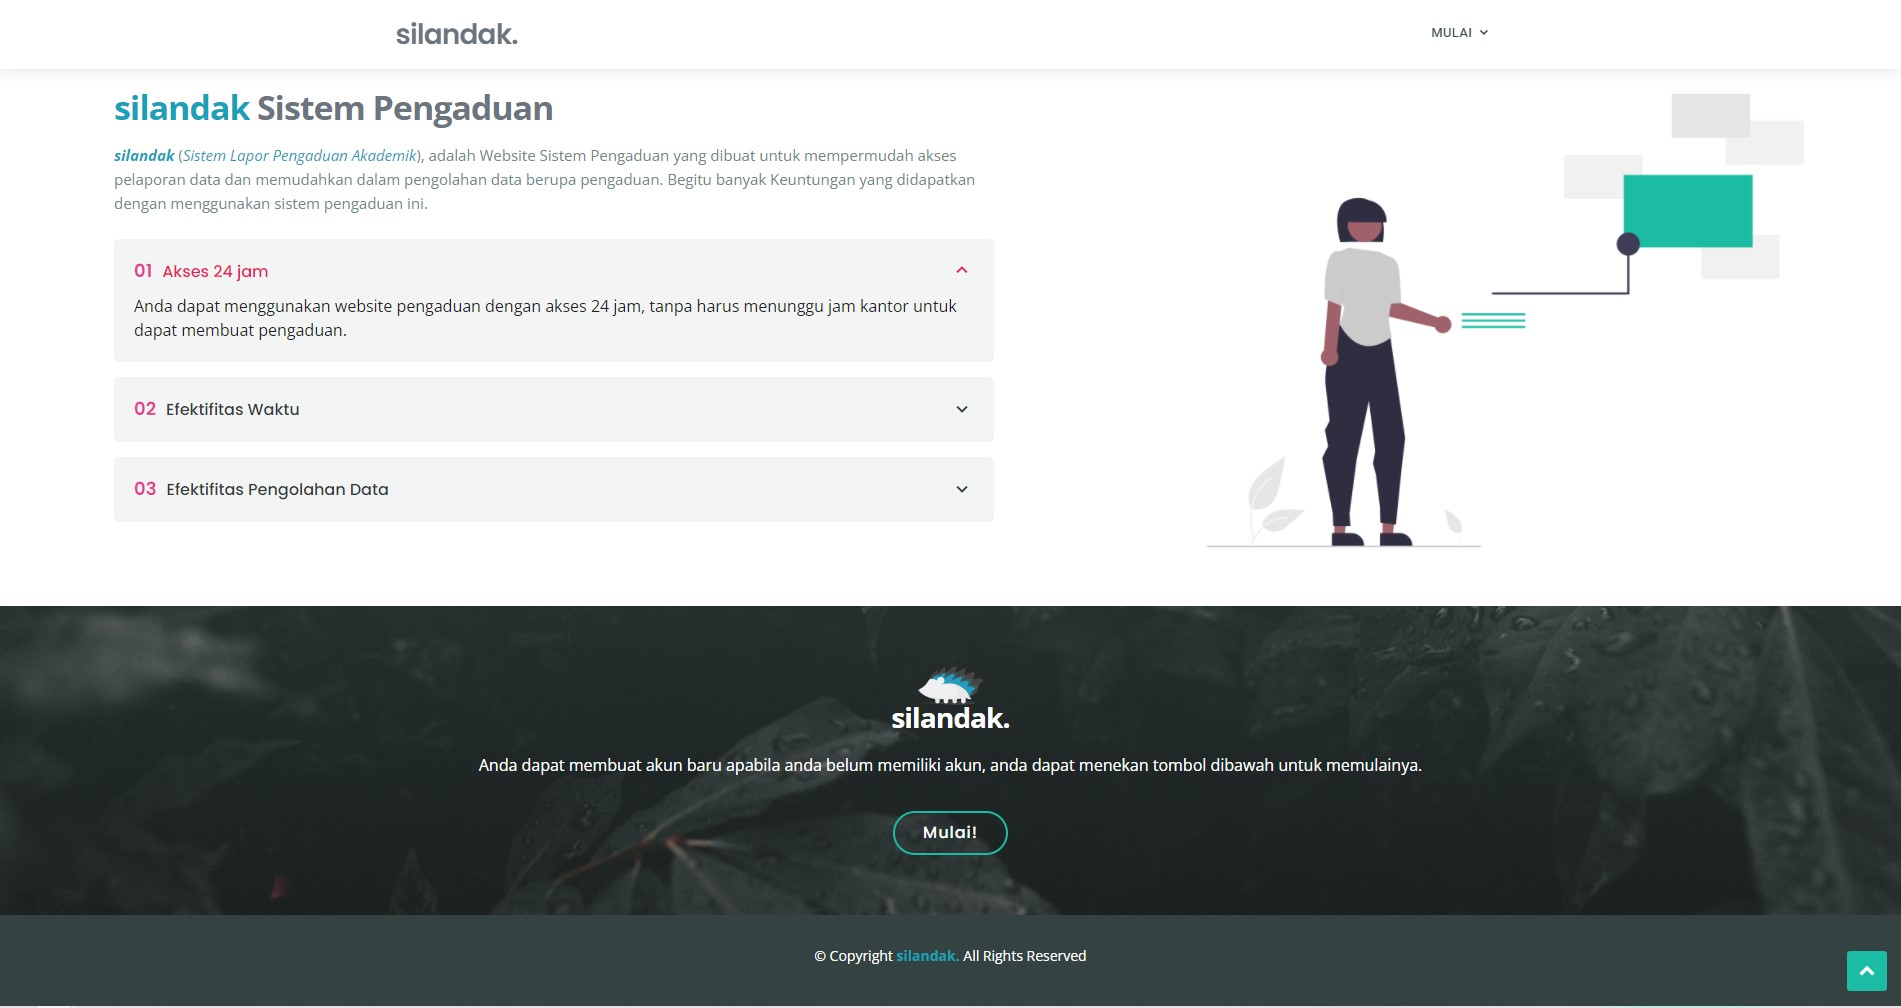 silandak.
MULAI
silandak Sistem Pengaduan
silandak (Sistem Lapor Pengaduan Akademik), adalah Website Sistem Pengaduan yang dibuat untuk mempermudah akses
pelaporan data dan memudahkan dalam pengolahan data berupa pengaduan. Begitu banyak Keuntungan yang didapatkan
dengan menggunakan sistem pengaduan ini.
01 Akses 24 jam
Anda dapat menggunakan website pengaduan dengan akses 24 jam, tanpa harus menunggu jam kantor untuk
dapat membuat pengaduan.
02 Efektifitas Waktu
03 Efektifitas Pengolahan Data
silandak.
Anda dapat membuat akun baru apabila anda belum memiliki akun, anda dapat menekan tombol dibawah untuk memulainya.
Mulai!
© Copyright silandak. All Rights Reserved